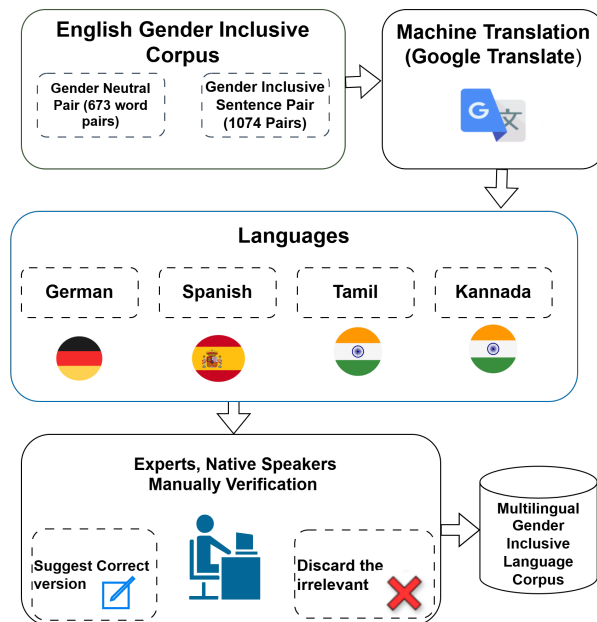 English Gender Inclusive
Corpus
Gender Neutral
Pair (673 word
pairs)
Gender Inclusive
Sentence Pair
(1074 Pairs)
Machine Translation
(Google Translate)
G
文
Languages
German
Spanish
Tamil
Kannada
Experts, Native Speakers
Manually Verification
Suggest Correct
version
Discard the
irrelevant
Multilingual
Gender
Inclusive
Language
Corpus